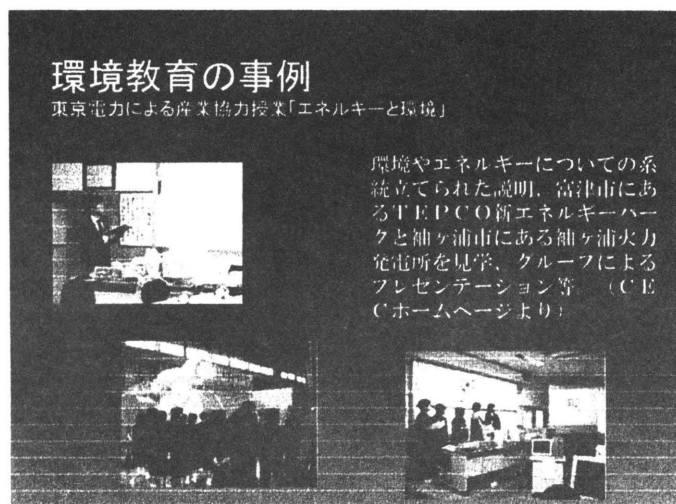 環境教育の事例
東京電力による産業協力授業「エネルキーと環境」
環境やエネルキーについての系
統立てられた説明、富津市にあ
るTEPCO新エネルギーパー
クと袖ヶ浦市にある袖ヶ浦火力
発電所を見学、グルーフによる
プレゼンテーション等 (CE
Cホームページより)